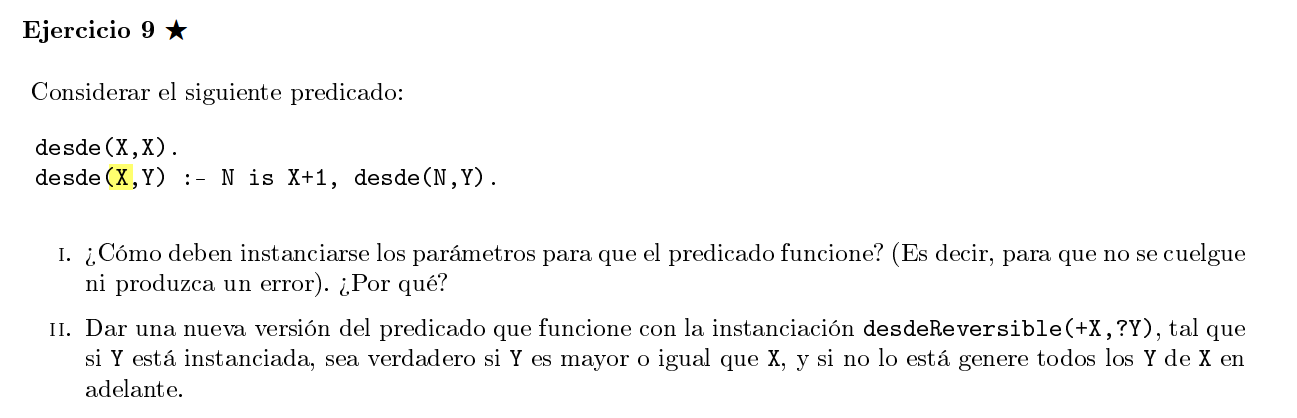 Ejercicio 9 ★
Considerar el siguiente predicado:
desde(X,X).
desde(X,Y) :- N is X+1, desde(N,Y).
I. ¿Cómo deben instanciarse los parámetros para que el predicado funcione? (Es decir, para que no se cuelgue
ni produzca un error). ¿Por qué?
II. Dar una nueva versión del predicado que funcione con la instanciación desdeReversible(+X,?Y), tal que
si Y está instanciada, sea verdadero si Y es mayor o igual que X, y si no lo está genere todos los Y de X en
adelante.